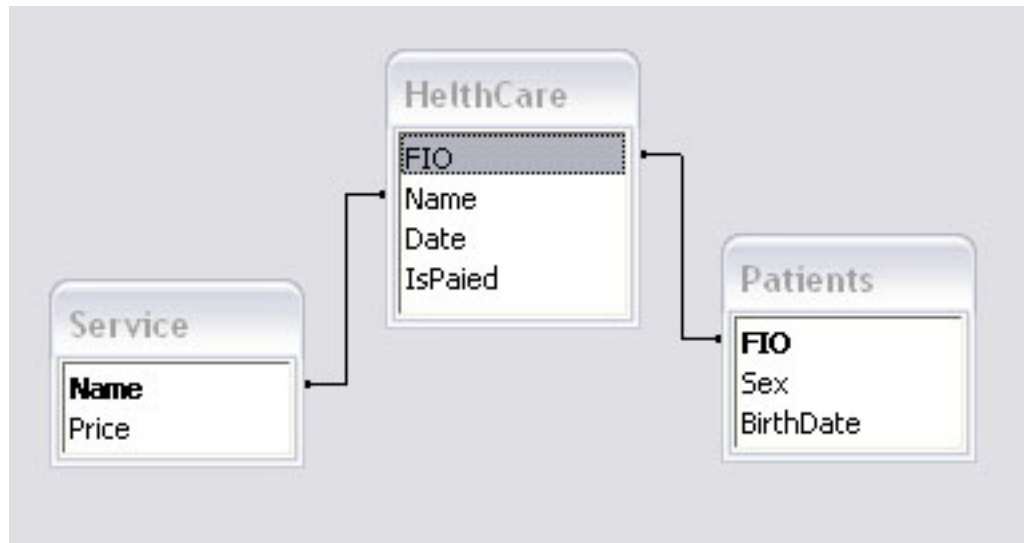 HelthCare
FIO
Name
Date
IsPaied
Service
Name
Price
Patients
FIO
Sex
BirthDate